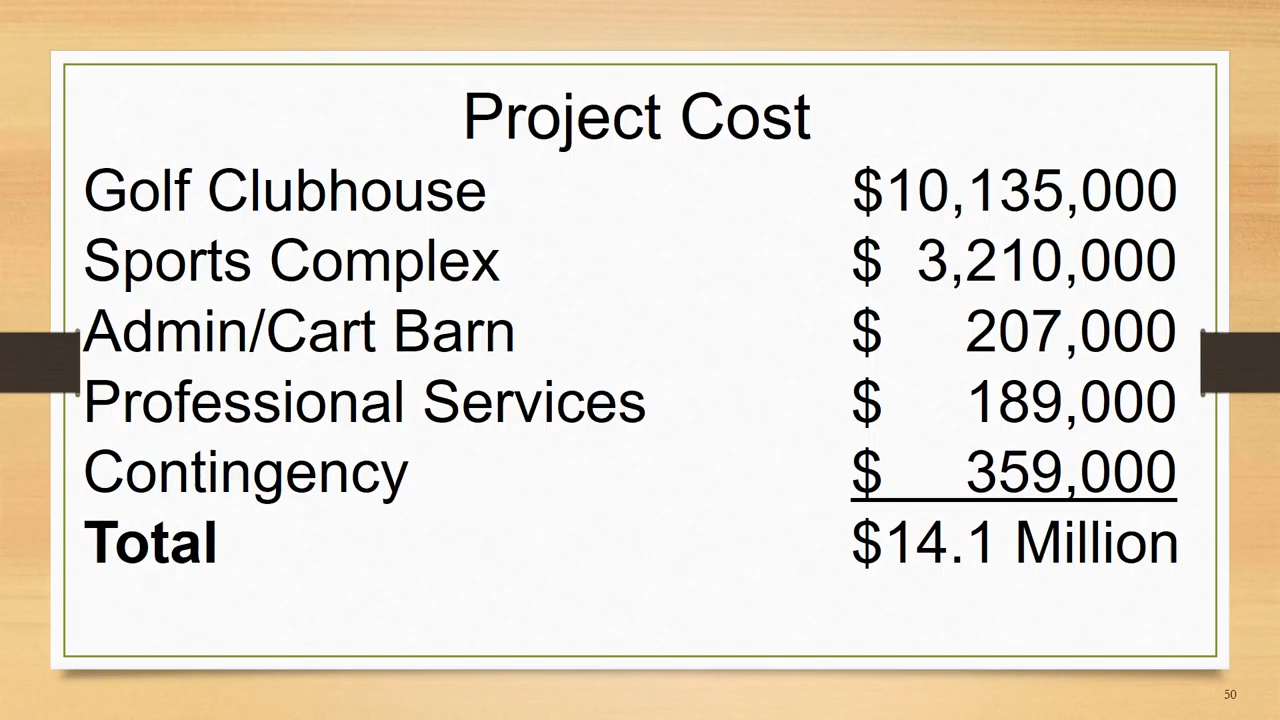 Project Cost
Golf Clubhouse $10,135,000
Sports Complex $ 3,210,000
Admin/Cart Barn $ 207,000
Professional Services $ 189,000
Contingency $ 359,000
Total $14.1 Million
50